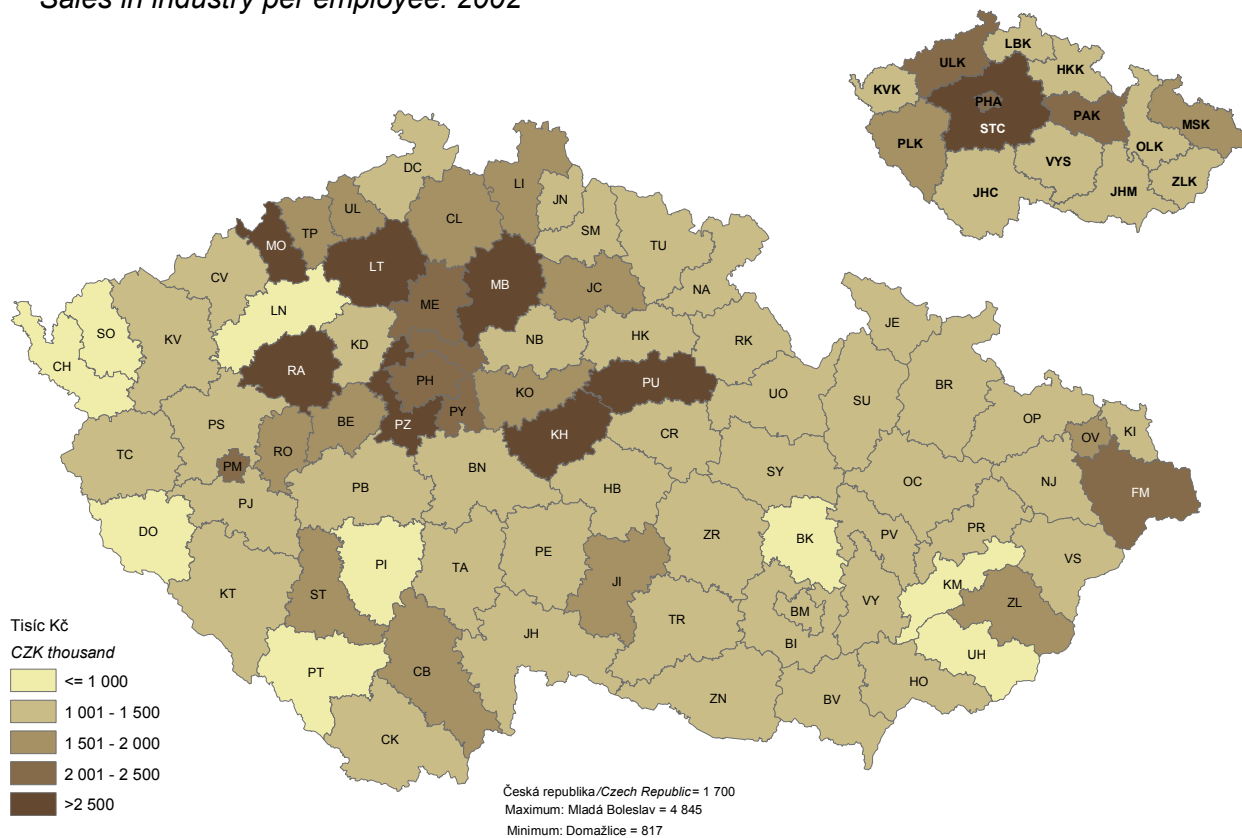 Sales in industry per employee: 2002
LBK
ULK
HKK
KVK
PHA
PAK
MSK
STC
PLK
OLK
VYS
ZLK
JHC
JHM
DC
LI
JN
UL
CL
TP
SM
MO
TU
LT
CV
MB
JC
NA
ME
LN
JE
SO
KV
KD
NB
HK
RK
CH
RA
PH
PU
BR
KO
UO
SU
OP
KI
PS
BE
PZ
PY
KH
CR
OV
TC
RO
PM
BN
SY
OC
NJ
FM
PB
HB
PJ
DO
ZR
BK
PV
PR
PI
TA
PE
VS
KT
ST
JI
KM
BM
VY
ZL
TR
JH
BI
UH
PT
CB
HO
ZN
BV
CK
Tisíc Kč
CZK thousand
<= 1 000
1 001 - 1 500
1 501 - 2 000
2 001 - 2 500
>2 500
Česká republika/Czech Republic= 1 700
Maximum: Mladá Boleslav = 4 845
Minimum: Domažlice = 817